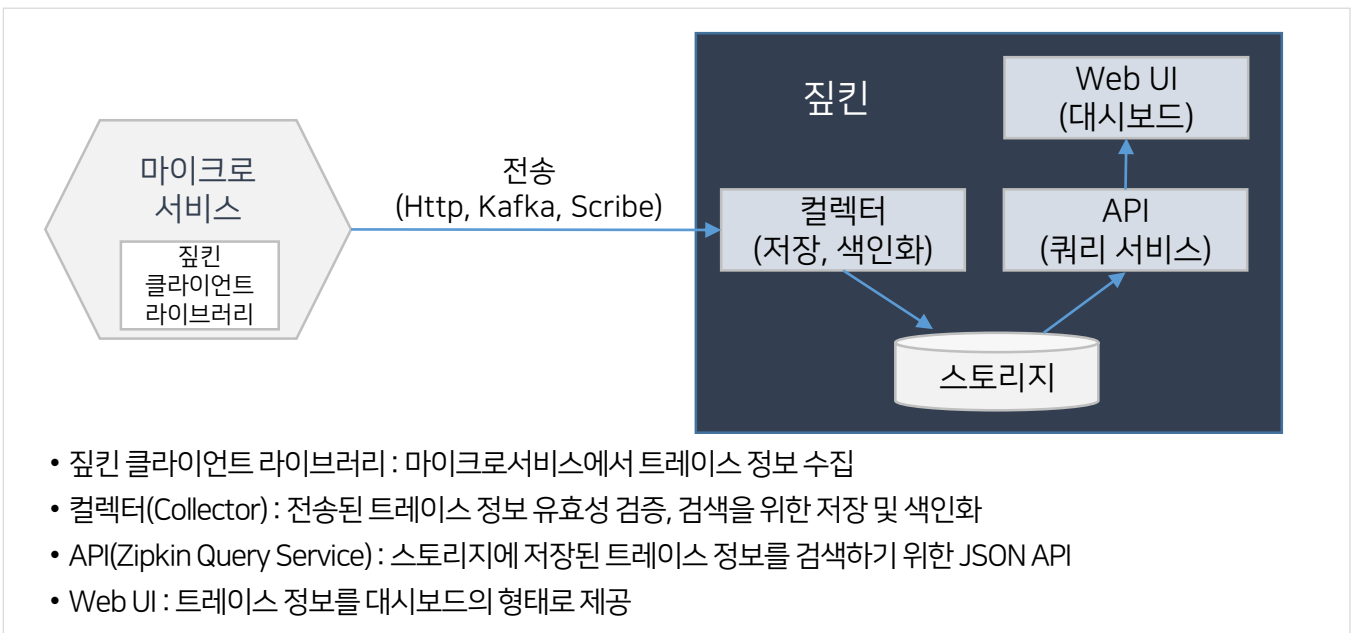 짚킨
Web UI
(대시보드)
마이크로
서비스
짚킨
클라이언트
라이브러리
전송
(Http, Kafka, Scribe)
컬렉터
(저장, 색인화)
API
(쿼리 서비스)
스토리지
• 짚킨 클라이언트 라이브러리 : 마이크로서비스에서 트레이스 정보 수집
• 컬렉터(Collector) : 전송된 트레이스 정보 유효성 검증, 검색을 위한 저장 및 색인화
• API(Zipkin Query Service) : 스토리지에 저장된 트레이스 정보를 검색하기 위한 JSON API
• Web UI : 트레이스 정보를 대시보드의 형태로 제공